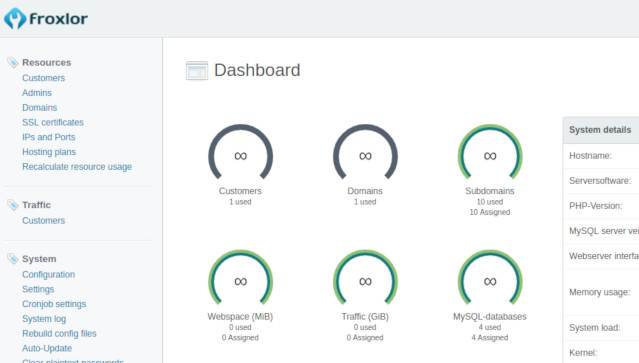 froxlor
Resources
Customers
Admins
Domains
SSL certificates
IPs and Ports
Hosting plans
Recalculate resource usage
Traffic
Customers
System
Configuration
Settings
Cronjob settings
System log
Rebuild config files
Auto-Update
Clear plaintext passwords
Dashboard
∞ ∞ ∞
Customers Domains Subdomains
1 used 1 used 10 used
10 Assigned
∞ ∞ ∞
Webspace (MiB) Traffic (GiB) MySQL-databases
0 used 0 used 4 used
0 Assigned 0 Assigned 4 Assigned
System details
Hostname:
Serversoftware:
PHP-Version:
MySQL server ver
Webserver interfa
Memory usage:
System load:
Kernel: